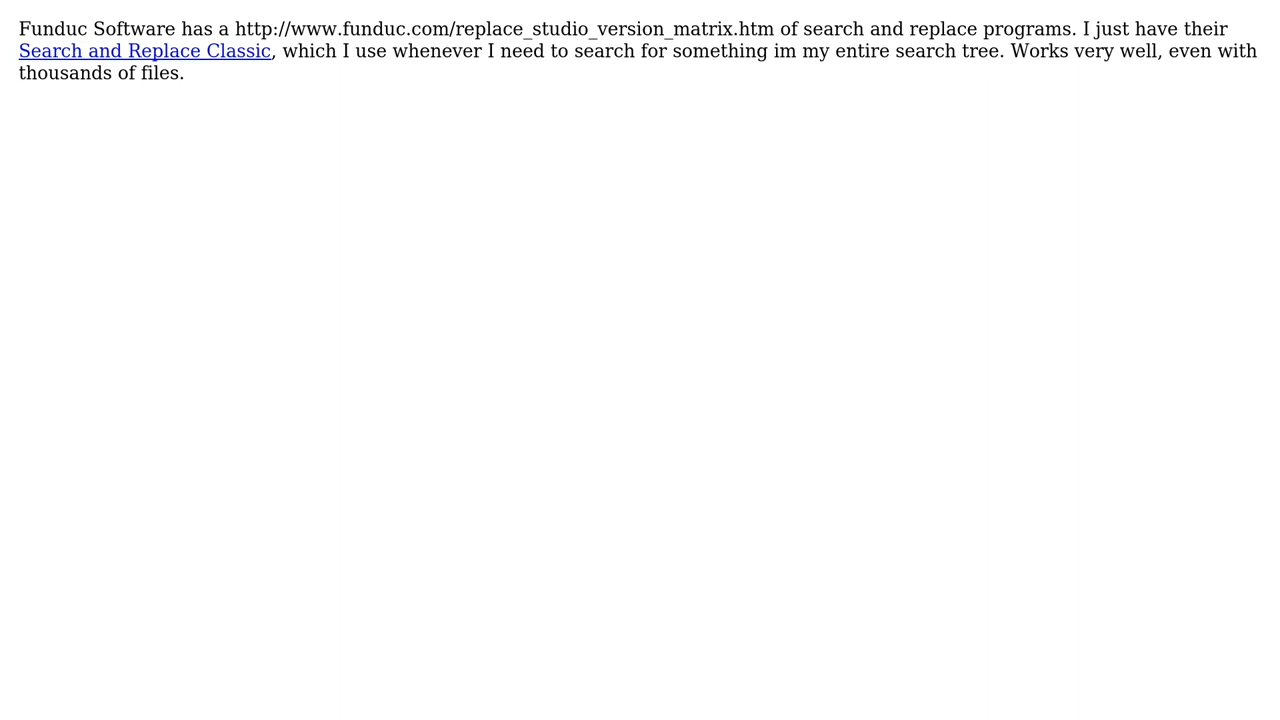 Funduc Software has a http://www.funduc.com/replace_studio_version_matrix.htm of search and replace programs. I just have their
Search and Replace Classic, which I use whenever I need to search for something im my entire search tree. Works very well, even with
thousands of files.